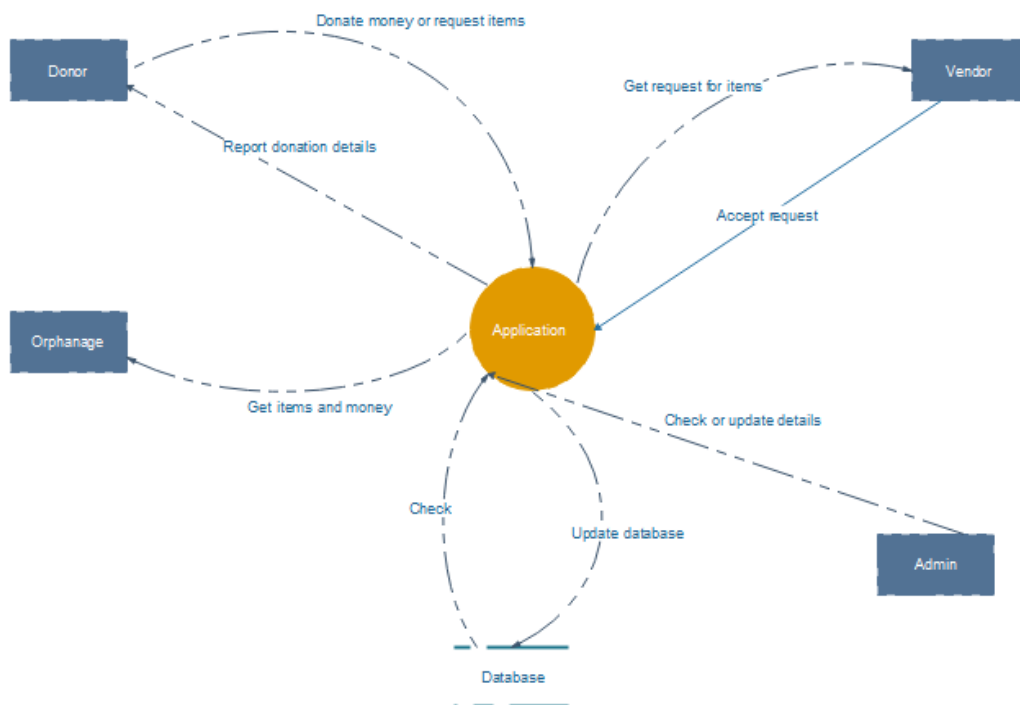 Donate money or request items
Donor
Vendor
Get request for items
Report donation details
Accept request
Application
Orphanage
Get items and money
Check or update details
Check
Update database
Admin
Database